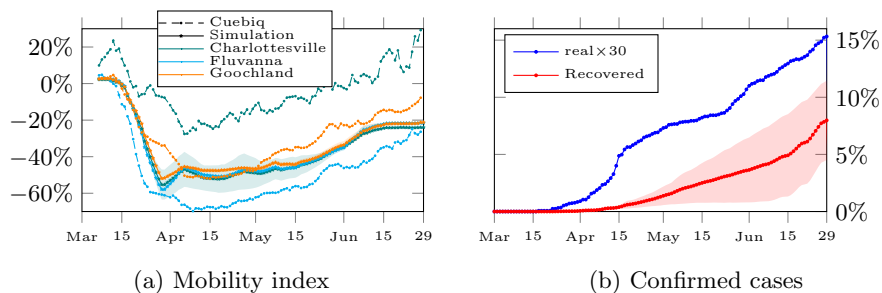 Cuebiq
Simulation
Charlottesville
Fluvanna
Goochland
20%
0%
−20%
−40%
−60%
Mar 15 Apr 15 May 15 Jun 15 29
(a) Mobility index
real×30
Recovered
15%
10%
5%
0%
Mar 15 Apr 15 May 15 Jun 15 29
(b) Confirmed cases